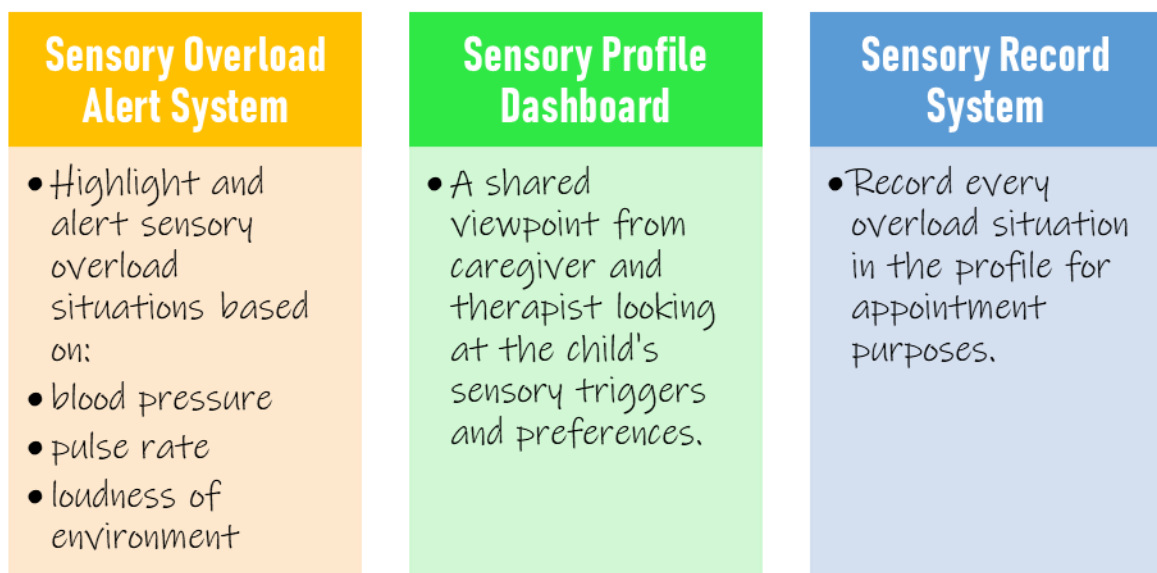 Sensory Overload
Alert System
• Highlight and
alert sensory
overload
situations based
on:
• blood pressure
• pulse rate
• loudness of
environment
Sensory Profile
Dashboard
• A shared
viewpoint from
caregiver and
therapist looking
at the child's
sensory triggers
and preferences.
Sensory Record
System
• Record every
overload situation
in the profile for
appointment
purposes.